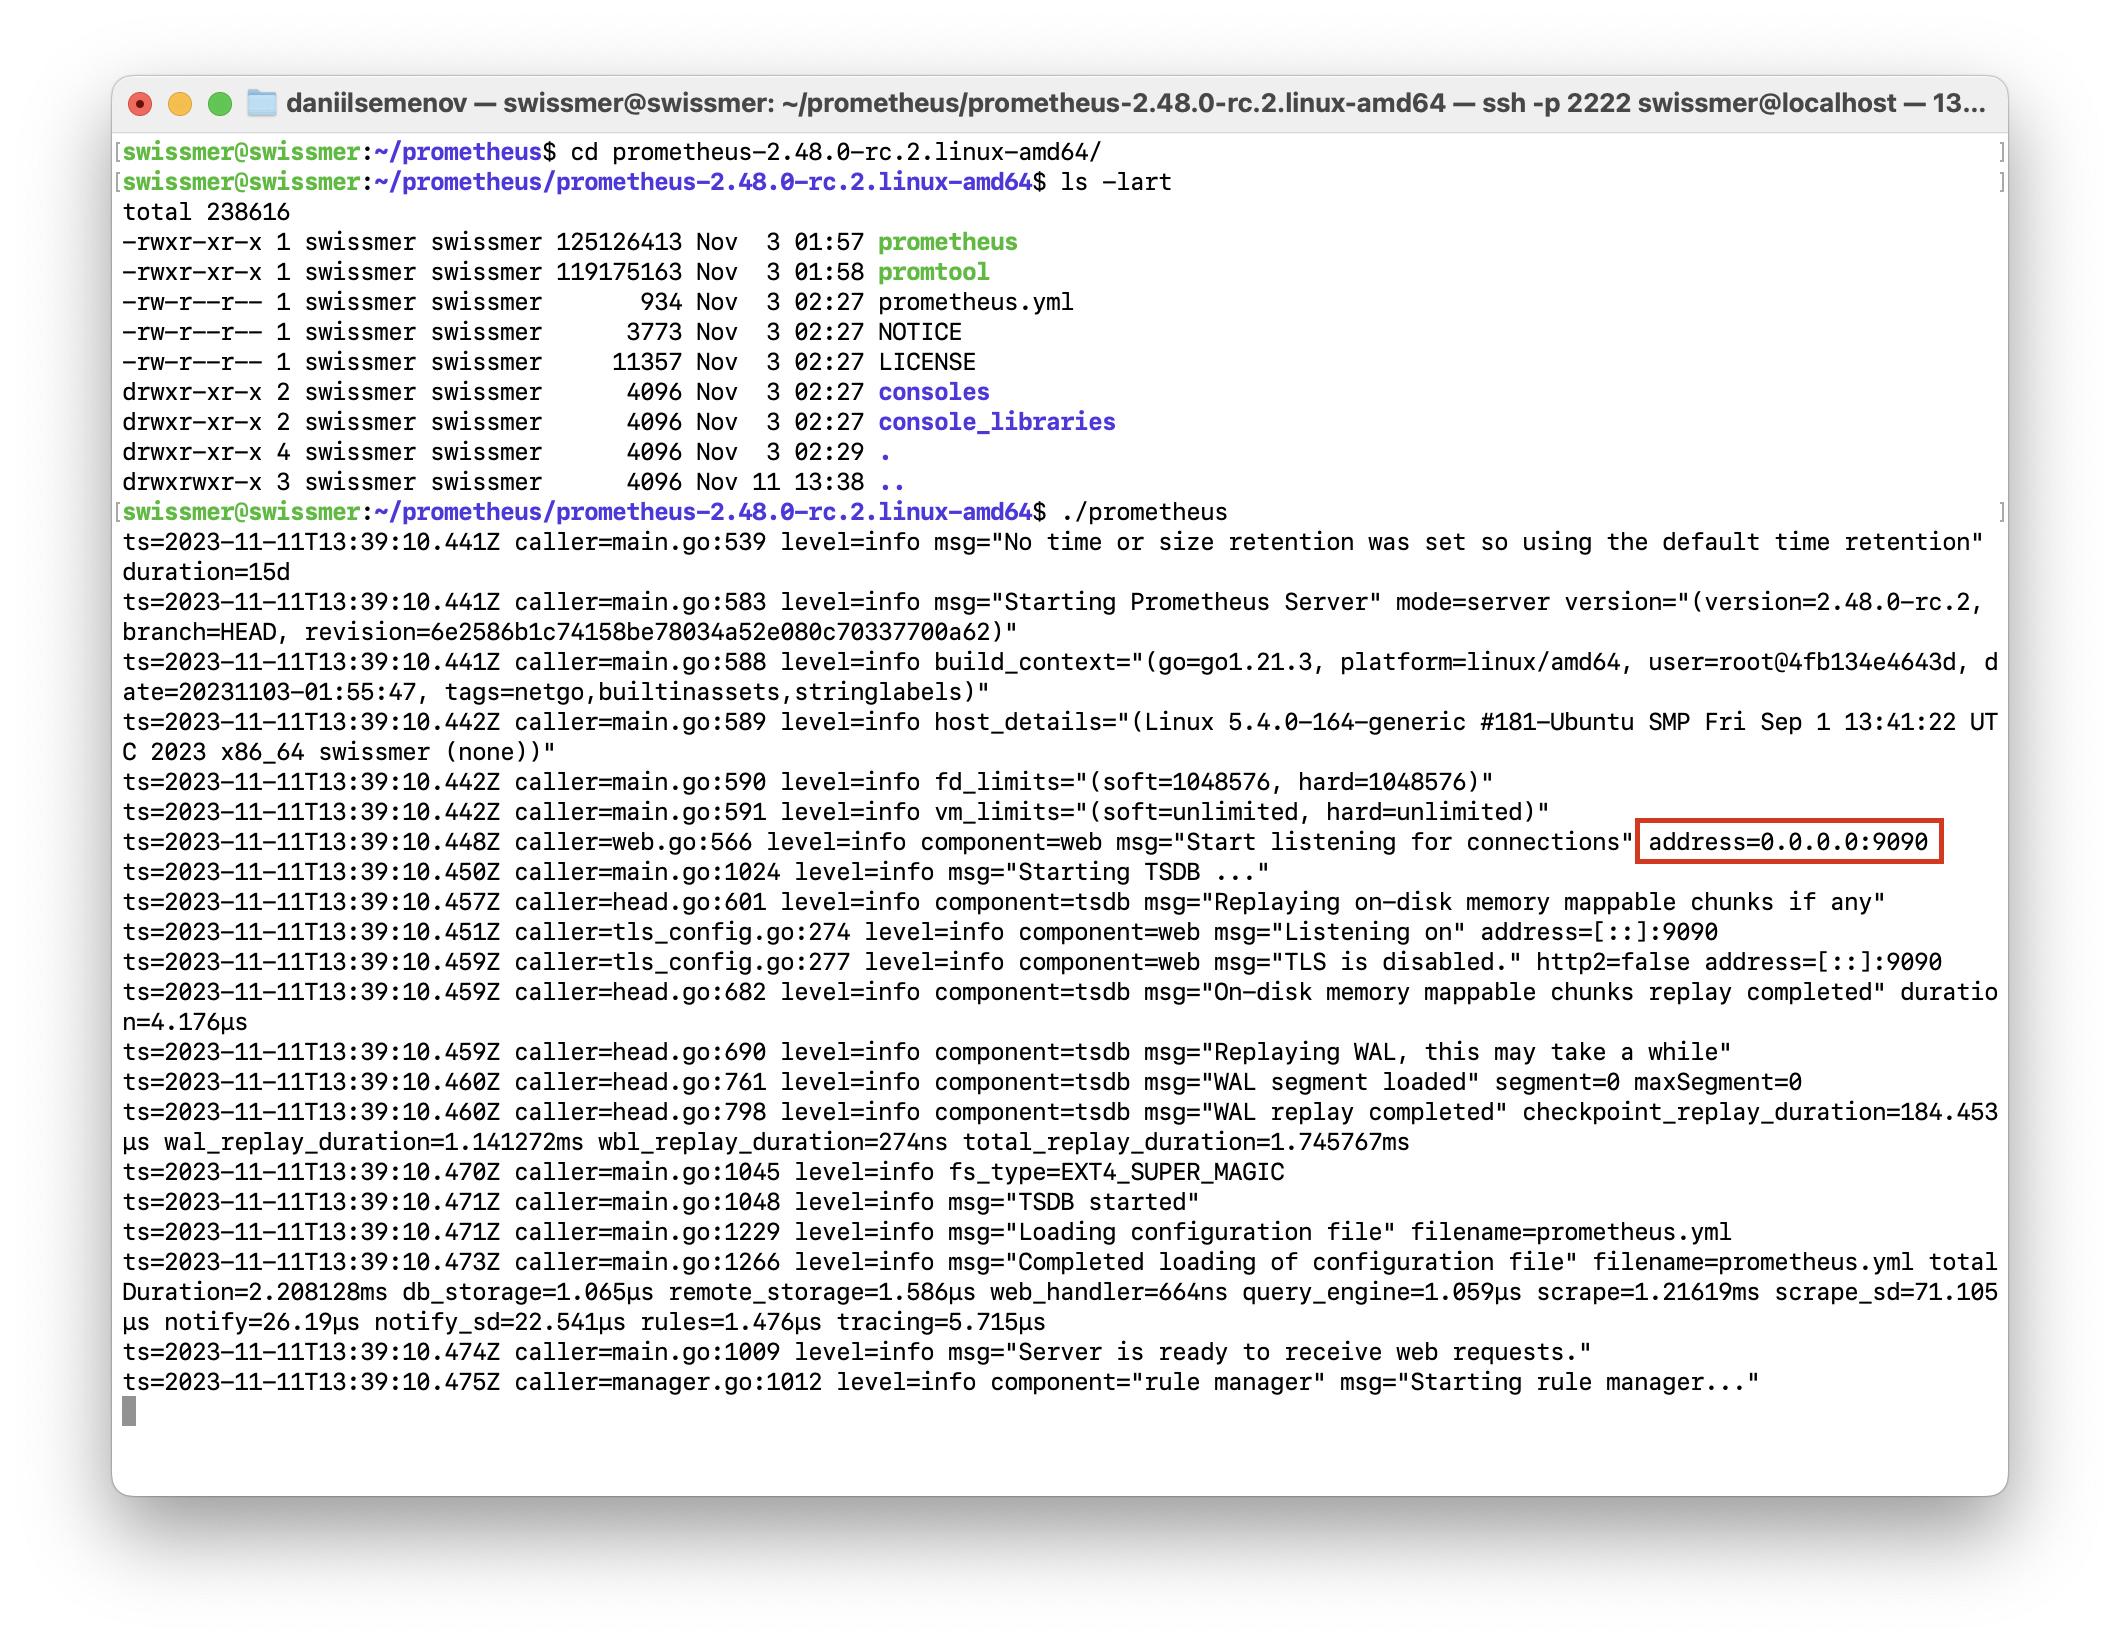 daniilsemenov — swissmer@swissmer: ~/prometheus/prometheus-2.48.0-rc.2.linux-amd64 — ssh -p 2222 swissmer@localhost — 13...
[swissmer@swissmer:~/prometheus$ cd prometheus-2.48.0-rc.2.linux-amd64/ ]
[swissmer@swissmer:~/prometheus/prometheus-2.48.0-rc.2.linux-amd64$ ls -lart ]
total 238616
-rwxr-xr-x 1 swissmer swissmer 125126413 Nov  3 01:57 prometheus
-rwxr-xr-x 1 swissmer swissmer 119175163 Nov  3 01:58 promtool
-rw-r--r-- 1 swissmer swissmer       934 Nov  3 02:27 prometheus.yml
-rw-r--r-- 1 swissmer swissmer      3773 Nov  3 02:27 NOTICE
-rw-r--r-- 1 swissmer swissmer     11357 Nov  3 02:27 LICENSE
drwxr-xr-x 2 swissmer swissmer      4096 Nov  3 02:27 consoles
drwxr-xr-x 2 swissmer swissmer      4096 Nov  3 02:27 console_libraries
drwxr-xr-x 4 swissmer swissmer      4096 Nov  3 02:29 .
drwxrwxr-x 3 swissmer swissmer      4096 Nov 11 13:38 ..
[swissmer@swissmer:~/prometheus/prometheus-2.48.0-rc.2.linux-amd64$ ./prometheus ]
ts=2023-11-11T13:39:10.441Z caller=main.go:539 level=info msg="No time or size retention was set so using the default time retention"
duration=15d
ts=2023-11-11T13:39:10.441Z caller=main.go:583 level=info msg="Starting Prometheus Server" mode=server version="(version=2.48.0-rc.2,
branch=HEAD, revision=6e2586b1c74158be78034a52e080c70337700a62)"
ts=2023-11-11T13:39:10.441Z caller=main.go:588 level=info build_context="(go=go1.21.3, platform=linux/amd64, user=root@4fb134e4643d, d
ate=20231103-01:55:47, tags=netgo,builtinassets,stringlabels)"
ts=2023-11-11T13:39:10.442Z caller=main.go:589 level=info host_details="(Linux 5.4.0-164-generic #181-Ubuntu SMP Fri Sep 1 13:41:22 UT
C 2023 x86_64 swissmer (none))"
ts=2023-11-11T13:39:10.442Z caller=main.go:590 level=info fd_limits="(soft=1048576, hard=1048576)"
ts=2023-11-11T13:39:10.442Z caller=main.go:591 level=info vm_limits="(soft=unlimited, hard=unlimited)"
ts=2023-11-11T13:39:10.448Z caller=web.go:566 level=info component=web msg="Start listening for connections" address=0.0.0.0:9090
ts=2023-11-11T13:39:10.450Z caller=main.go:1024 level=info msg="Starting TSDB ..."
ts=2023-11-11T13:39:10.457Z caller=head.go:601 level=info component=tsdb msg="Replaying on-disk memory mappable chunks if any"
ts=2023-11-11T13:39:10.451Z caller=tls_config.go:274 level=info component=web msg="Listening on" address=[::]:9090
ts=2023-11-11T13:39:10.459Z caller=tls_config.go:277 level=info component=web msg="TLS is disabled." http2=false address=[::]:9090
ts=2023-11-11T13:39:10.459Z caller=head.go:682 level=info component=tsdb msg="On-disk memory mappable chunks replay completed" duratio
n=4.176µs
ts=2023-11-11T13:39:10.459Z caller=head.go:690 level=info component=tsdb msg="Replaying WAL, this may take a while"
ts=2023-11-11T13:39:10.460Z caller=head.go:761 level=info component=tsdb msg="WAL segment loaded" segment=0 maxSegment=0
ts=2023-11-11T13:39:10.460Z caller=head.go:798 level=info component=tsdb msg="WAL replay completed" checkpoint_replay_duration=184.453
µs wal_replay_duration=1.141272ms wbl_replay_duration=274ns total_replay_duration=1.745767ms
ts=2023-11-11T13:39:10.470Z caller=main.go:1045 level=info fs_type=EXT4_SUPER_MAGIC
ts=2023-11-11T13:39:10.471Z caller=main.go:1048 level=info msg="TSDB started"
ts=2023-11-11T13:39:10.471Z caller=main.go:1229 level=info msg="Loading configuration file" filename=prometheus.yml
ts=2023-11-11T13:39:10.473Z caller=main.go:1266 level=info msg="Completed loading of configuration file" filename=prometheus.yml total
Duration=2.208128ms db_storage=1.065µs remote_storage=1.586µs web_handler=664ns query_engine=1.059µs scrape=1.21619ms scrape_sd=71.105
µs notify=26.19µs notify_sd=22.541µs rules=1.476µs tracing=5.715µs
ts=2023-11-11T13:39:10.474Z caller=main.go:1009 level=info msg="Server is ready to receive web requests."
ts=2023-11-11T13:39:10.475Z caller=manager.go:1012 level=info component="rule manager" msg="Starting rule manager..."